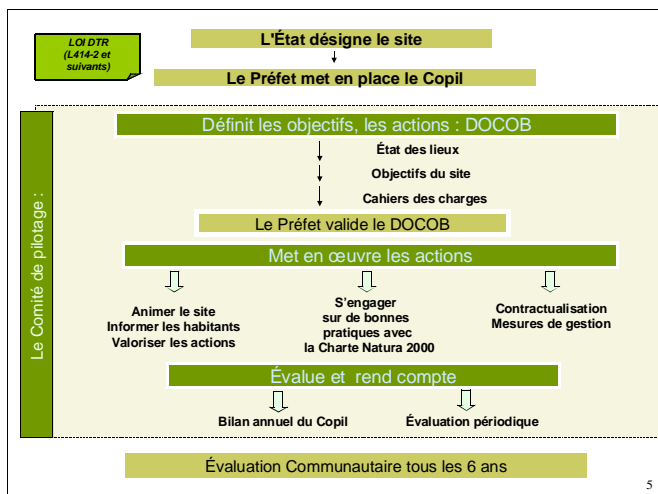 LOI DTR
(L414-2 et
suivants)
L'État désigne le site
Le Préfet met en place le Copil
Le Comité de pilotage :
Définit les objectifs, les actions : DOCOB
État des lieux
Objectifs du site
Cahiers des charges
Le Préfet valide le DOCOB
Met en œuvre les actions
Animer le site
Informer les habitants
Valoriser les actions
S'engager
sur de bonnes
pratiques avec
la Charte Natura 2000
Contractualisation
Mesures de gestion
Évalue et rend compte
Bilan annuel du Copil
Évaluation périodique
Évaluation Communautaire tous les 6 ans
5